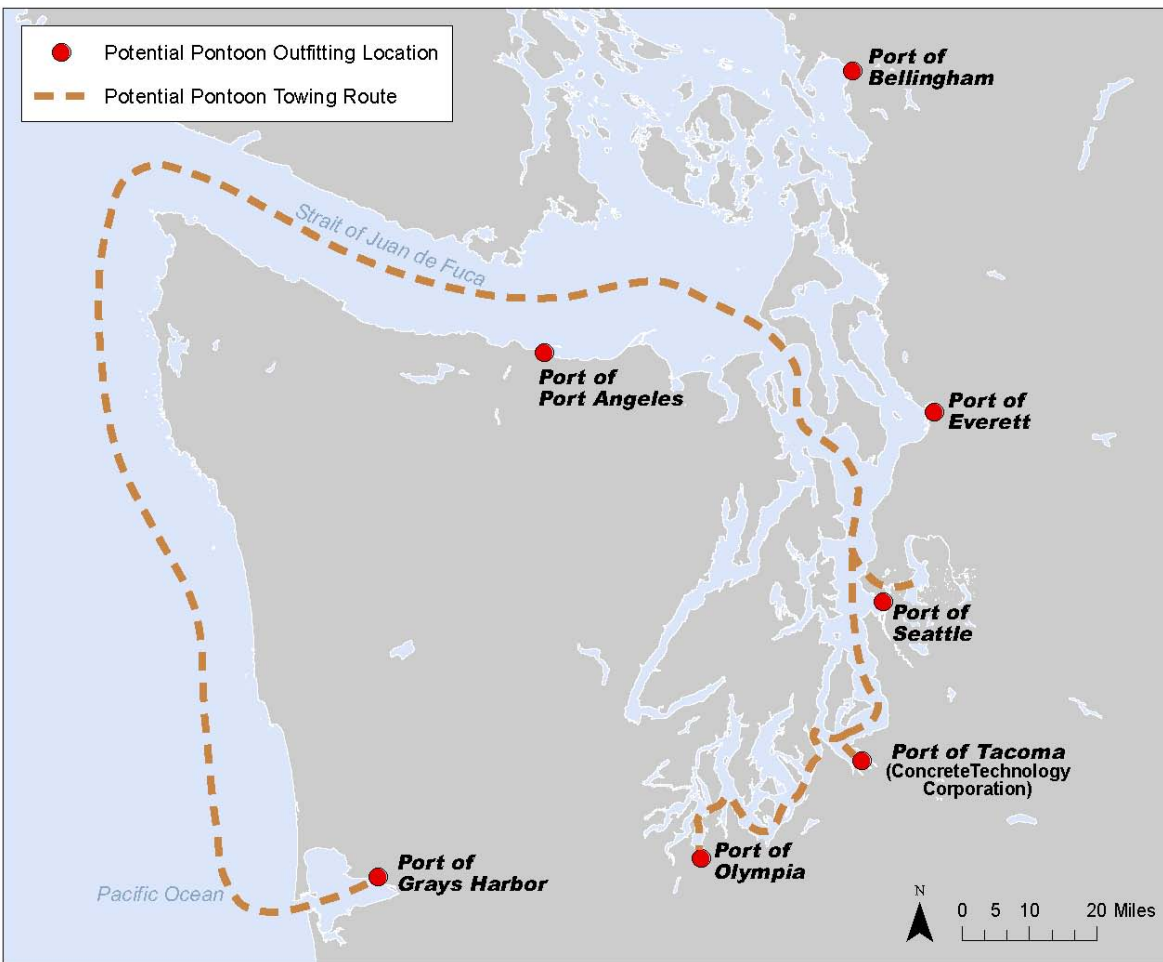 Potential Pontoon Outfitting Location
Potential Pontoon Towing Route
Port of
Bellingham
Strait of Juan de Fuca
Port of
Port Angeles
Port of
Everett
Port of
Seattle
Port of Tacoma
(ConcreteTechnology
Corporation)
Port of
Olympia
Port of
Grays Harbor
Pacific Ocean
N
0 5 10 20 Miles